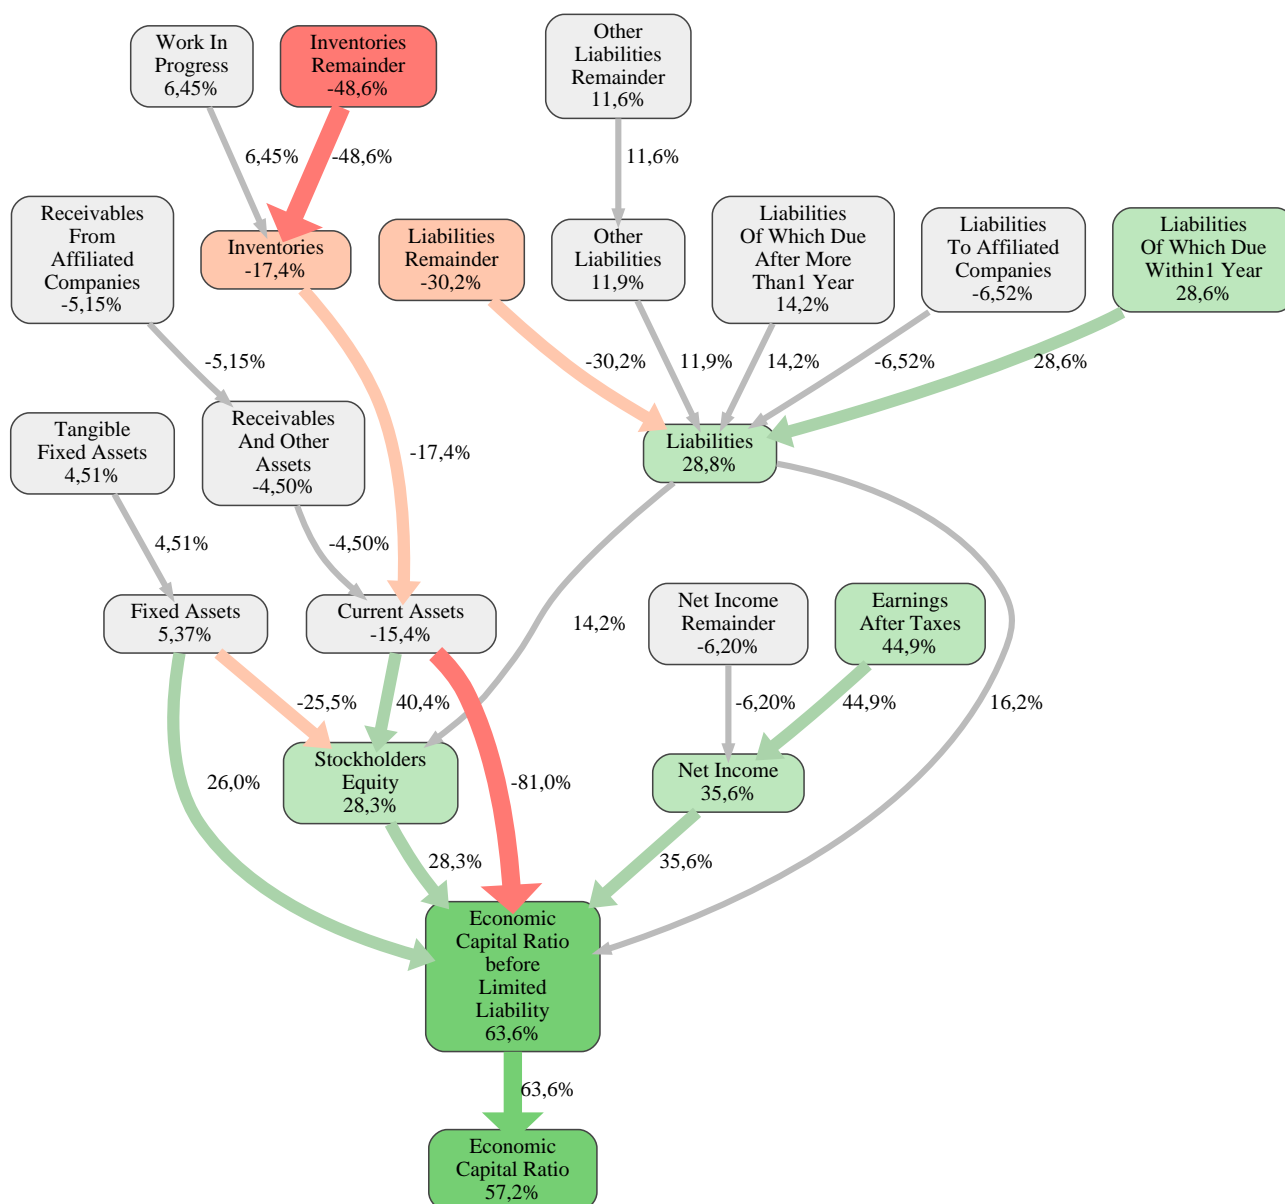 Work In
Progress
6,45%
Inventories
Remainder
-48,6%
Other
Liabilities
Remainder
11,6%
6,45%
-48,6%
11,6%
Receivables
From
Affiliated
Companies
-5,15%
Inventories
-17,4%
Liabilities
Remainder
-30,2%
Other
Liabilities
11,9%
Liabilities
Of Which Due
After More
Than1 Year
14,2%
Liabilities
To Affiliated
Companies
-6,52%
Liabilities
Of Which Due
Within1 Year
28,6%
-5,15%
-30,2%
11,9%
14,2%
-6,52%
28,6%
Tangible
Fixed Assets
4,51%
Receivables
And Other
Assets
-4,50%
-17,4%
Liabilities
28,8%
4,51%
-4,50%
Fixed Assets
5,37%
Current Assets
-15,4%
14,2%
Net Income
Remainder
-6,20%
Earnings
After Taxes
44,9%
-25,5%
40,4%
-6,20%
44,9%
16,2%
26,0%
Stockholders
Equity
28,3%
-81,0%
Net Income
35,6%
28,3%
35,6%
Economic
Capital Ratio
before
Limited
Liability
63,6%
63,6%
Economic
Capital Ratio
57,2%